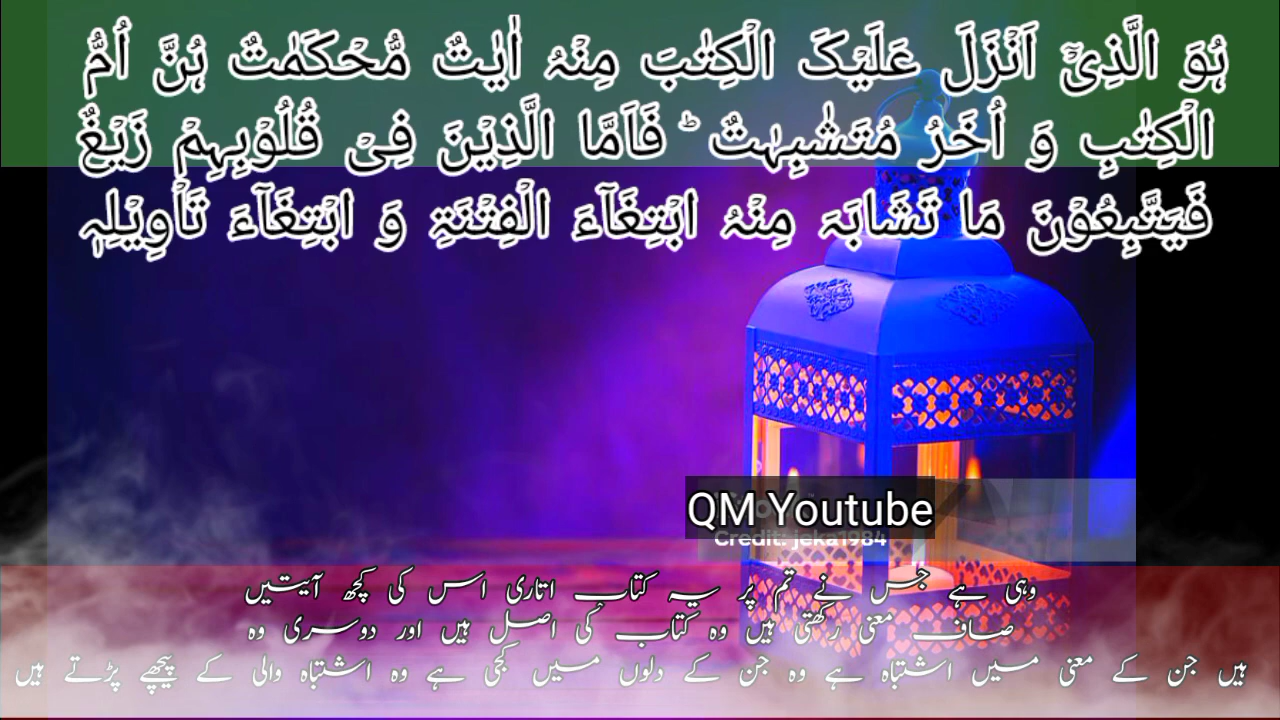 ہُوَ الَّذِیْۤ اَنْزَلَ عَلَیْکَ الْکِتٰبَ مِنْہُ اٰیٰتٌ مُّحْکَمٰتٌ ہُنَّ اُمُّ
الْکِتٰبِ وَ اُخَرُ مُتَشٰبِہٰتٌ ؕ فَاَمَّا الَّذِیْنَ فِیْ قُلُوْبِہِمْ زَیْغٌ
فَیَتَّبِعُوْنَ مَا تَشَابَہَ مِنْہُ ابْتِغَآءَ الْفِتْنَۃِ وَ ابْتِغَآءَ تَاْوِیْلِہٖ
QM Youtube
Credit: jeka1984
وہی ہے جس نے تم پر یہ کتاب اتاری اس کی کچھ آیتیں
صاف معنی رکھتی ہیں وہ کتاب کی اصل ہیں اور دوسری وہ
ہیں جن کے معنی میں اشتباہ ہے وہ جن کے دلوں میں کجی ہے وہ اشتباہ والی کے پیچھے پڑتے ہیں